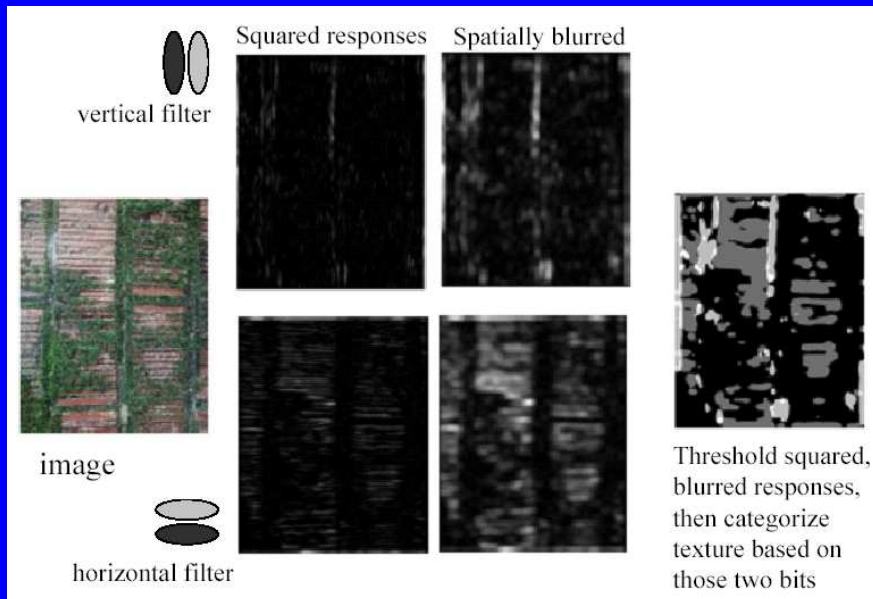 Squared responses
Spatially blurred
vertical filter
image
horizontal filter
Threshold squared,
blurred responses,
then categorize
texture based on
those two bits